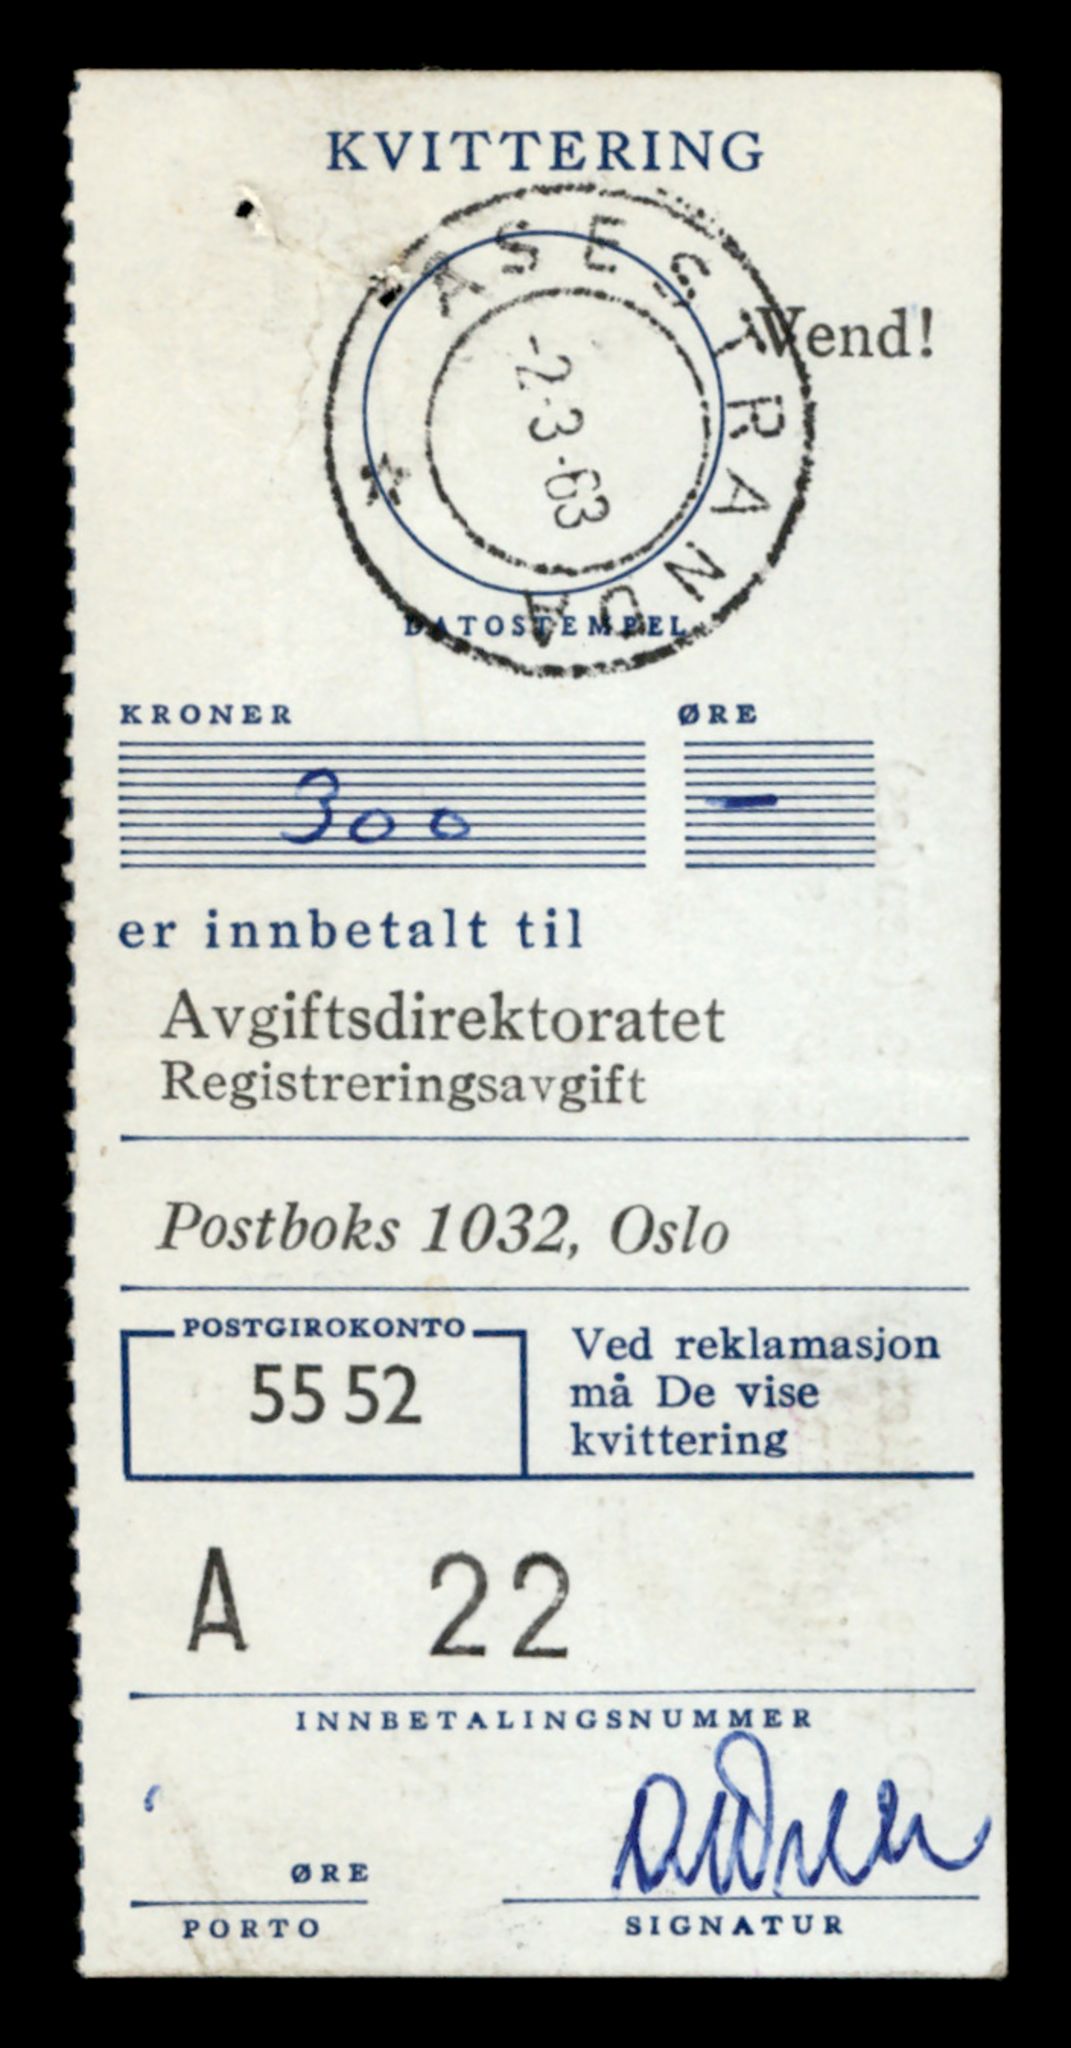 KVITTERING
ÅSEGTRANDA
Vend!
-2-3-63
DATOSTEMPEL
KRONER ØRE
300 —
er innbetalt til
Avgiftsdirektoratet
Registreringsavgift
Postboks 1032, Oslo
POSTGIROKONTO
55 52
Ved reklamasjon
må De vise
kvittering
A 22
INNBETALINGSNUMMER
ØRE
PORTO
SIGNATUR